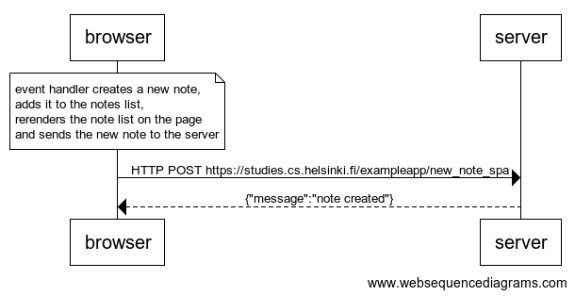 browser
server
event handler creates a new note,
adds it to the notes list,
rerenders the note list on the page
and sends the new note to the server
HTTP POST https://studies.cs.helsinki.fi/exampleapp/new_note_spa
{"message":"note created"}
browser
server
www.websequencediagrams.com